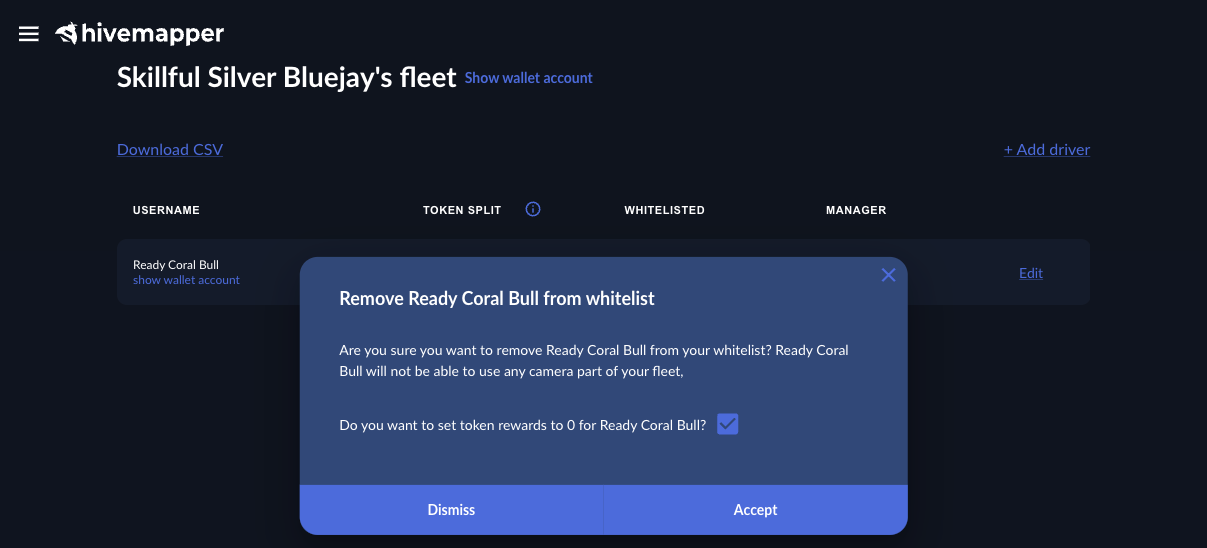 hivemapper
Skillful Silver Bluejay's fleet Show wallet account
Download CSV + Add driver
USERNAME TOKEN SPLIT WHITELISTED MANAGER
Ready Coral Bull
show wallet account
Edit
Remove Ready Coral Bull from whitelist
Are you sure you want to remove Ready Coral Bull from your whitelist? Ready Coral
Bull will not be able to use any camera part of your fleet,
Do you want to set token rewards to 0 for Ready Coral Bull?
Dismiss Accept